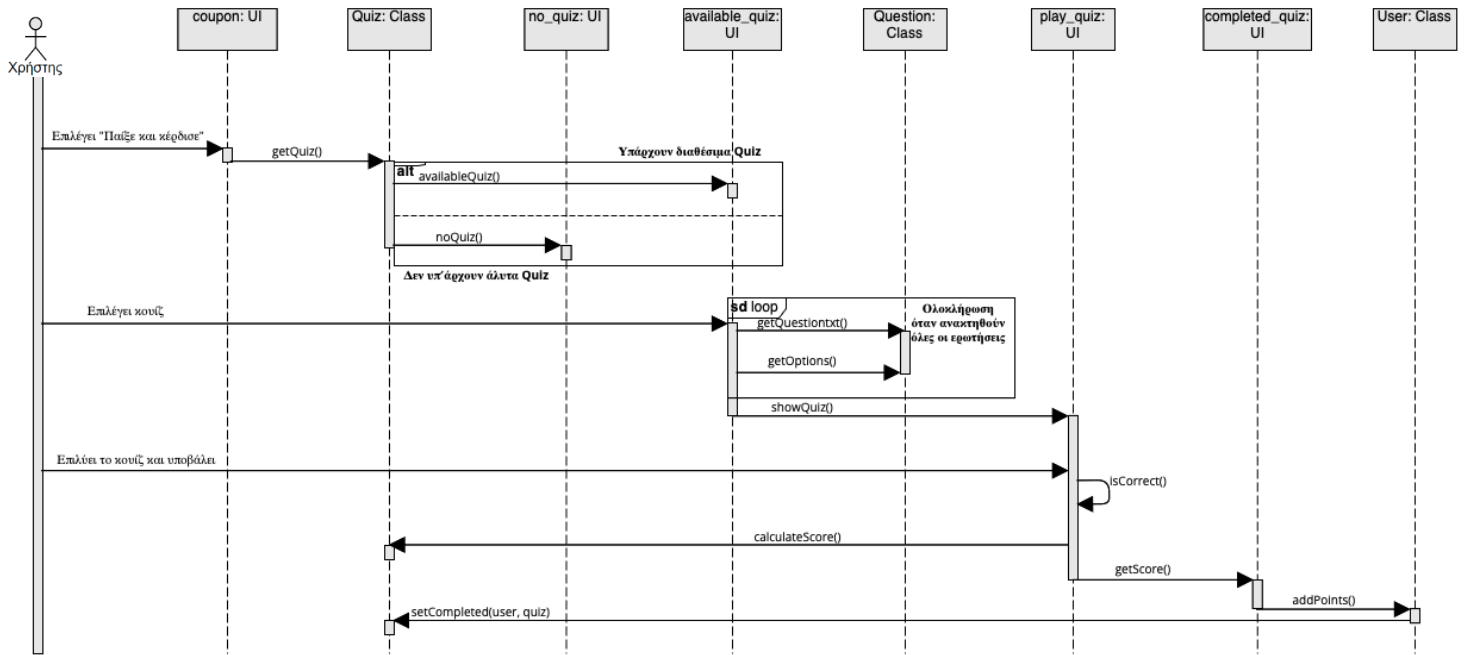 coupon: UI
Quiz: Class
no_quiz: UI
available_quiz:
UI
Question:
Class
play_quiz:
UI
completed_quiz:
UI
User: Class
Χρήστης
Επιλέγει "Παίξε και κέρδισε"
getQuiz()
Υπάρχουν διαθέσιμα Quiz
alt
availableQuiz()
noQuiz()
Δεν υπ'άρχουν άλυτα Quiz
Επιλέγει κουίζ
sd loop
Ολοκλήρωση
όταν ανακτηθούν
όλες οι ερωτήσεις
getQuestiontxt()
getOptions()
showQuiz()
Επιλύει το κουίζ και υποβάλει
isCorrect()
calculateScore()
getScore()
addPoints()
setCompleted(user, quiz)